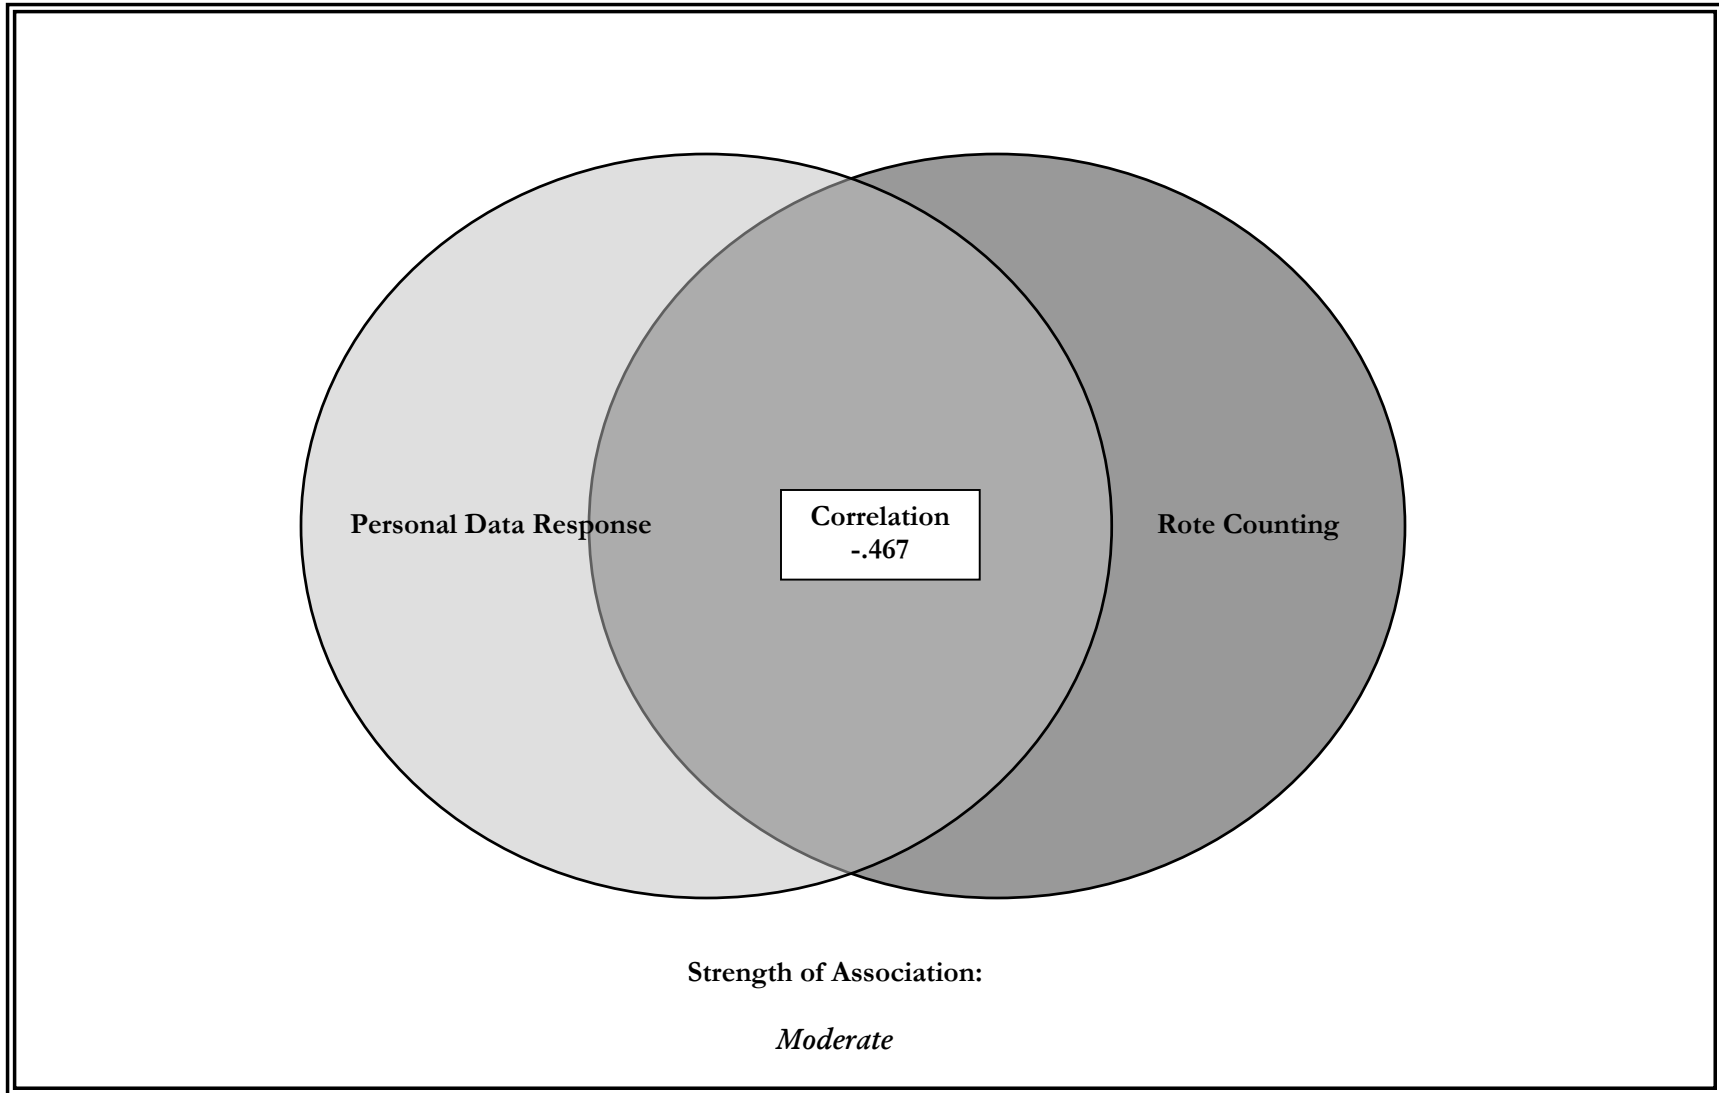 Personal Data Response
Correlation
-.467
Rote Counting
Strength of Association:
Moderate